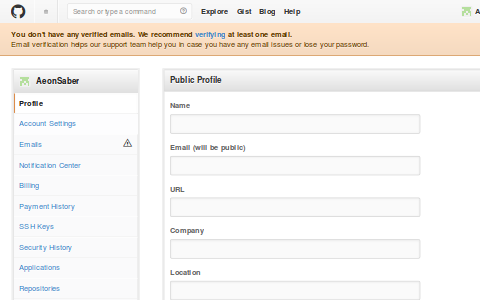 Search or type a command
Explore Gist Blog Help
A
You don't have any verified emails. We recommend verifying at least one email.
Email verification helps our support team help you in case you have any email issues or lose your password.
AeonSaber
Profile
Account Settings
Emails
Notification Center
Billing
Payment History
SSH Keys
Security History
Applications
Repositories
Public Profile
Name
Email (will be public)
URL
Company
Location